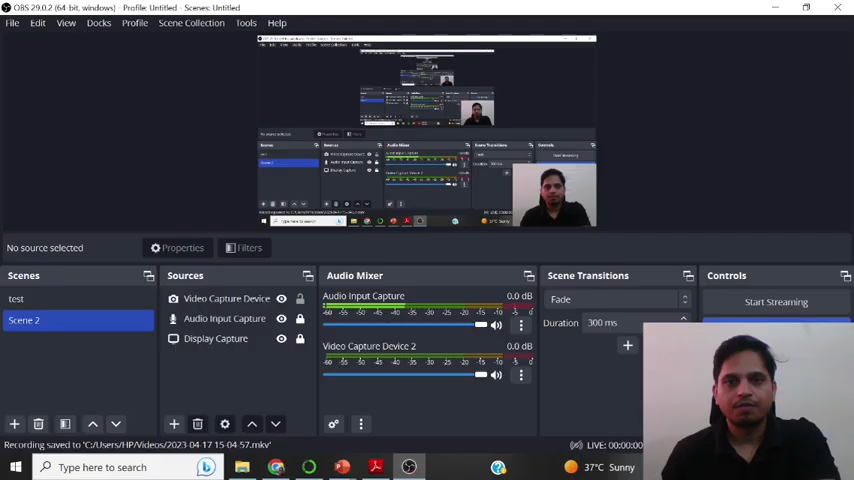 OBS 29.0.2 (64-bit, windows) - Profile: Untitled - Scenes: Untitled
File Edit View Docks Profile Scene Collection Tools Help
No source selected Properties Filters
Scenes
test
Scene 2
Sources
Video Capture Device
Audio Input Capture
Display Capture
Audio Mixer
Audio Input Capture 0.0 dB
-60 -55 -50 -45 -40 -35 -30 -25 -20 -15 -10 -5 0
Video Capture Device 2 0.0 dB
-60 -55 -50 -45 -40 -35 -30 -25 -20 -15 -10 -5 0
Scene Transitions
Fade
Duration 300 ms
Controls
Start Streaming
Recording saved to 'C:/Users/HP/Videos/2023-04-17 15-04-57.mkv'
LIVE: 00:00:00
Type here to search
37°C Sunny